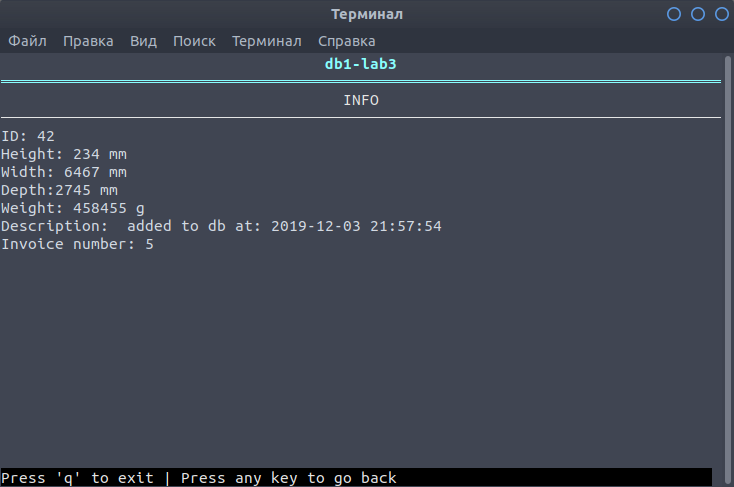 Терминал
Файл Правка Вид Поиск Терминал Справка
db1-lab3
INFO
ID: 42
Height: 234 mm
Width: 6467 mm
Depth:2745 mm
Weight: 458455 g
Description:  added to db at: 2019-12-03 21:57:54
Invoice number: 5
Press 'q' to exit | Press any key to go back